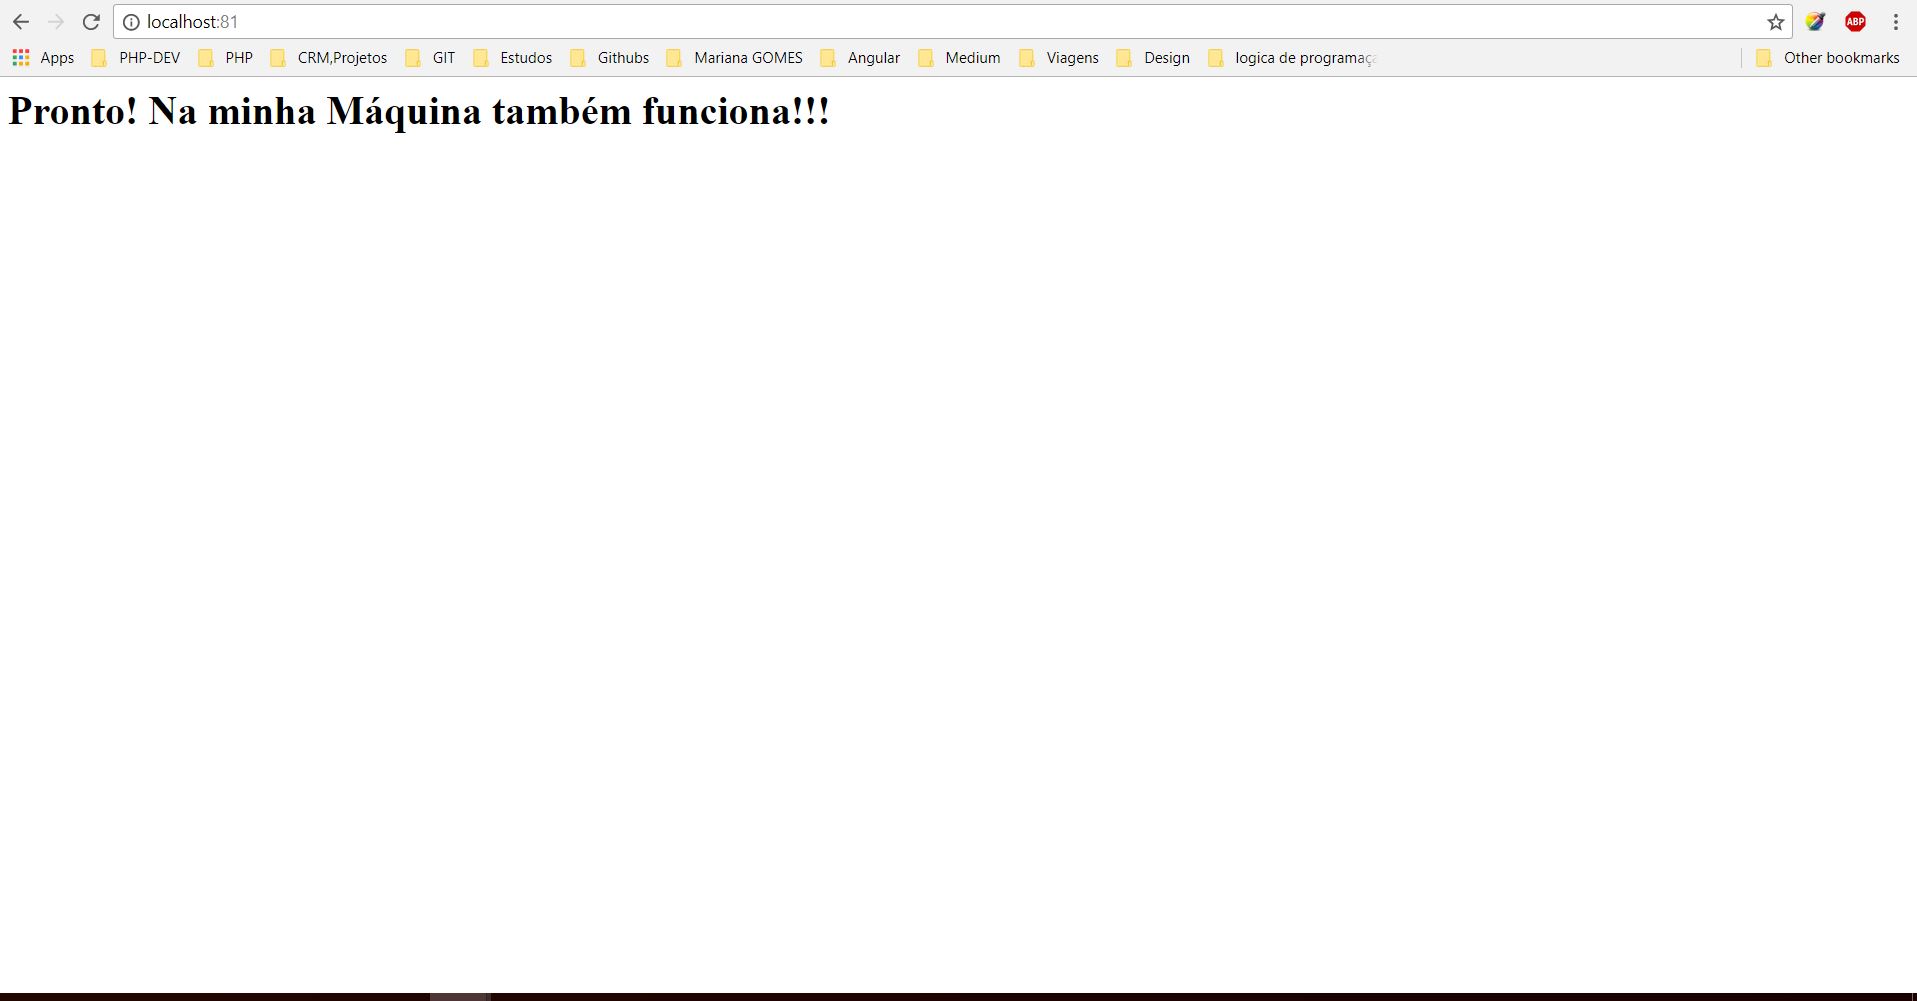 localhost:81
Apps PHP-DEV PHP CRM,Projetos GIT Estudos Githubs Mariana GOMES Angular Medium Viagens Design logica de programaç Other bookmarks
Pronto! Na minha Máquina também funciona!!!
ABP